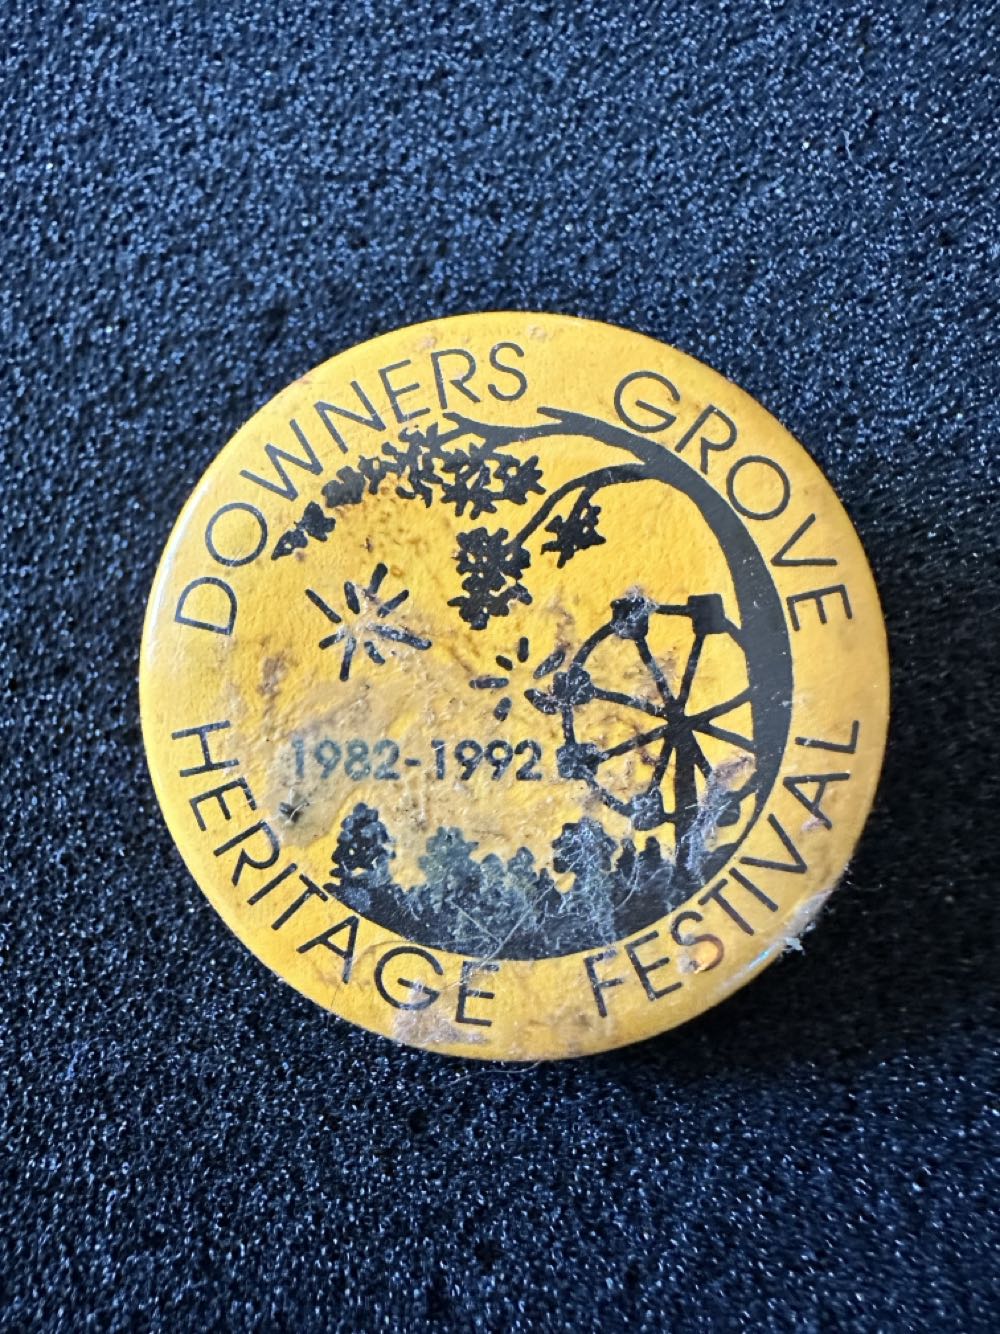 DOWNERS GROVE
1982-1992
HERITAGE FESTIVAL